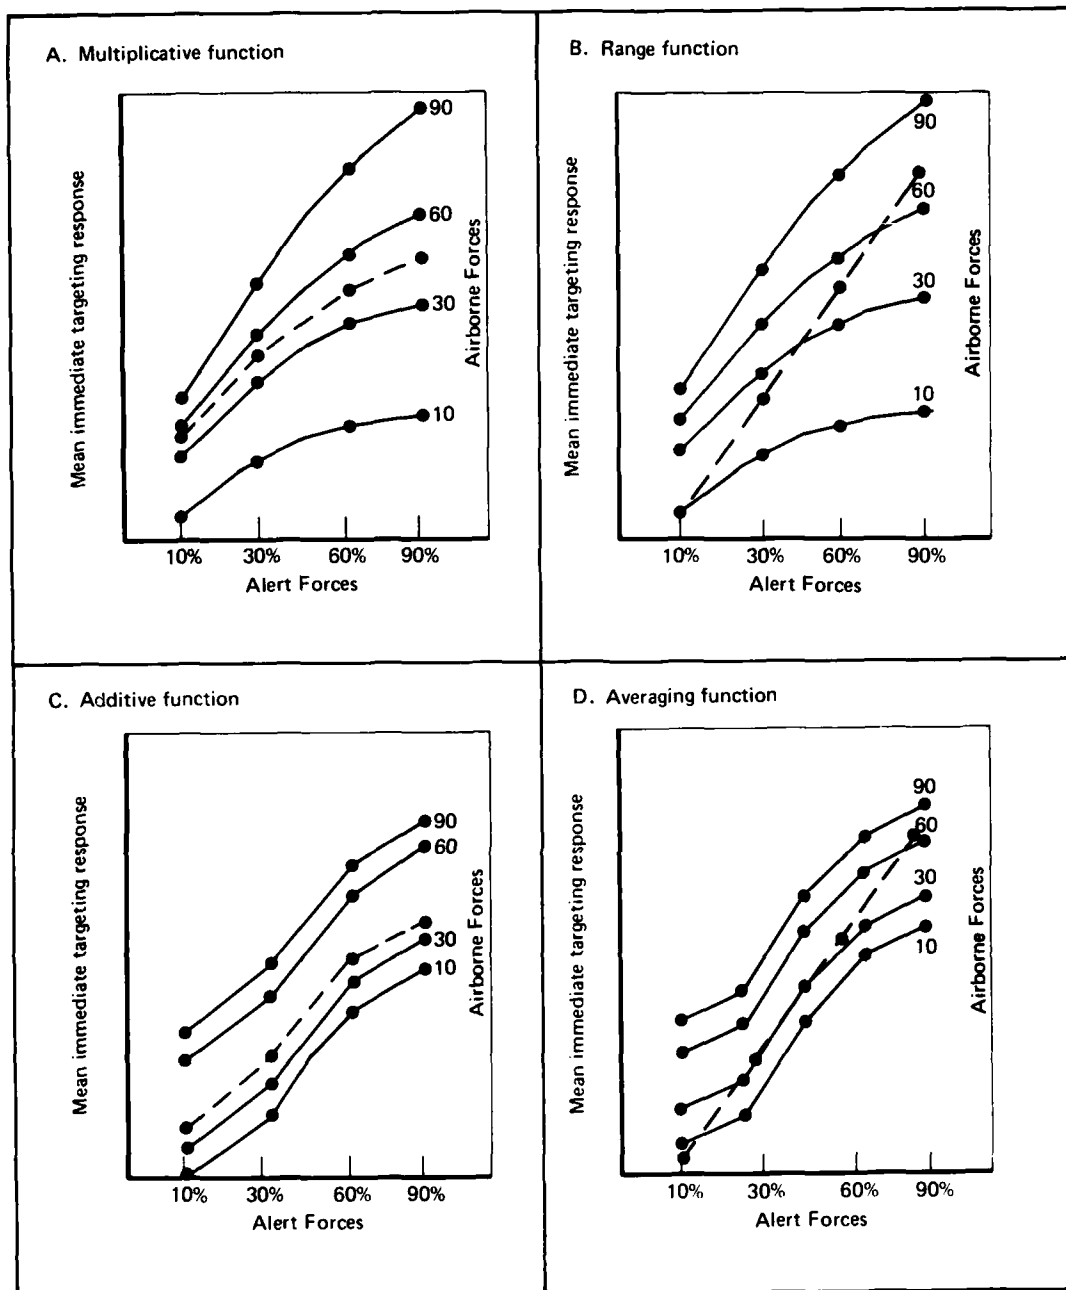 A. Multiplicative function
Mean immediate targeting response
90
60
30
10
Airborne Forces
10% 30% 60% 90%
Alert Forces
B. Range function
Mean immediate targeting response
90
60
30
10
Airborne Forces
10% 30% 60% 90%
Alert Forces
C. Additive function
Mean immediate targeting response
90
60
30
10
Airborne Forces
10% 30% 60% 90%
Alert Forces
D. Averaging function
Mean immediate targeting response
90
60
30
10
Airborne Forces
10% 30% 60% 90%
Alert Forces